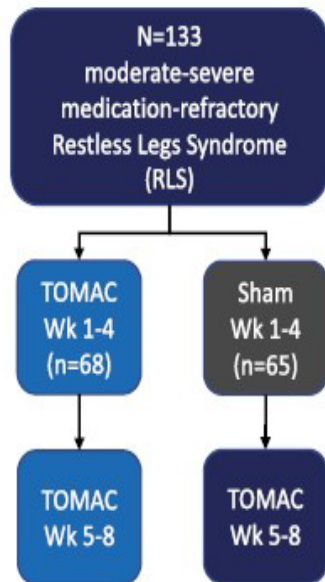 N=133
moderate-severe
medication-refractory
Restless Legs Syndrome
(RLS)
TOMAC
Wk 1-4
(n=68)
Sham
Wk 1-4
(n=65)
TOMAC
Wk 5-8
TOMAC
Wk 5-8